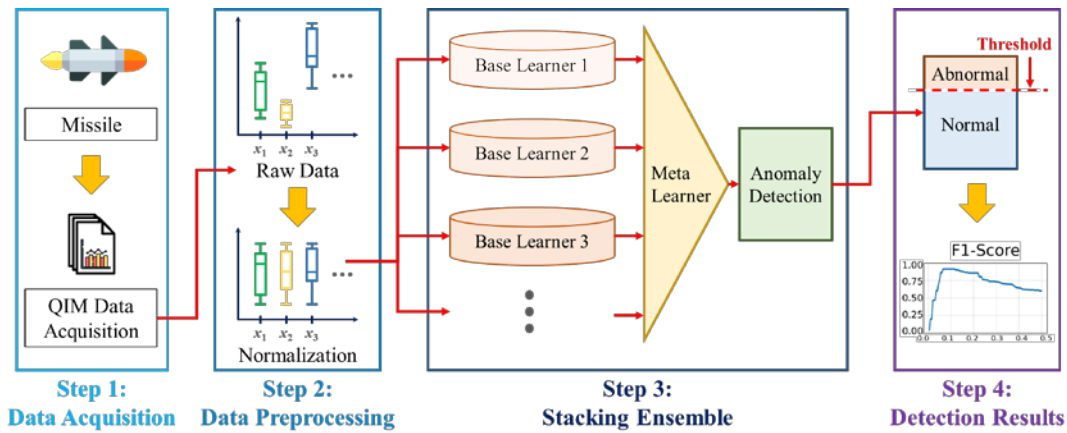 Missile
QIM Data
Acquisition
Step 1:
Data Acquisition
x1 x2 x3
Raw Data
...
x1 x2 x3
...
Normalization
Step 2:
Data Preprocessing
Base Learner 1
Base Learner 2
Base Learner 3
Meta
Learner
Anomaly
Detection
Step 3:
Stacking Ensemble
Threshold
Abnormal
Normal
F1-Score
1.00
0.75
0.50
0.25
0.00
0.0 0.1 0.2 0.3 0.4 0.5
Step 4:
Detection Results